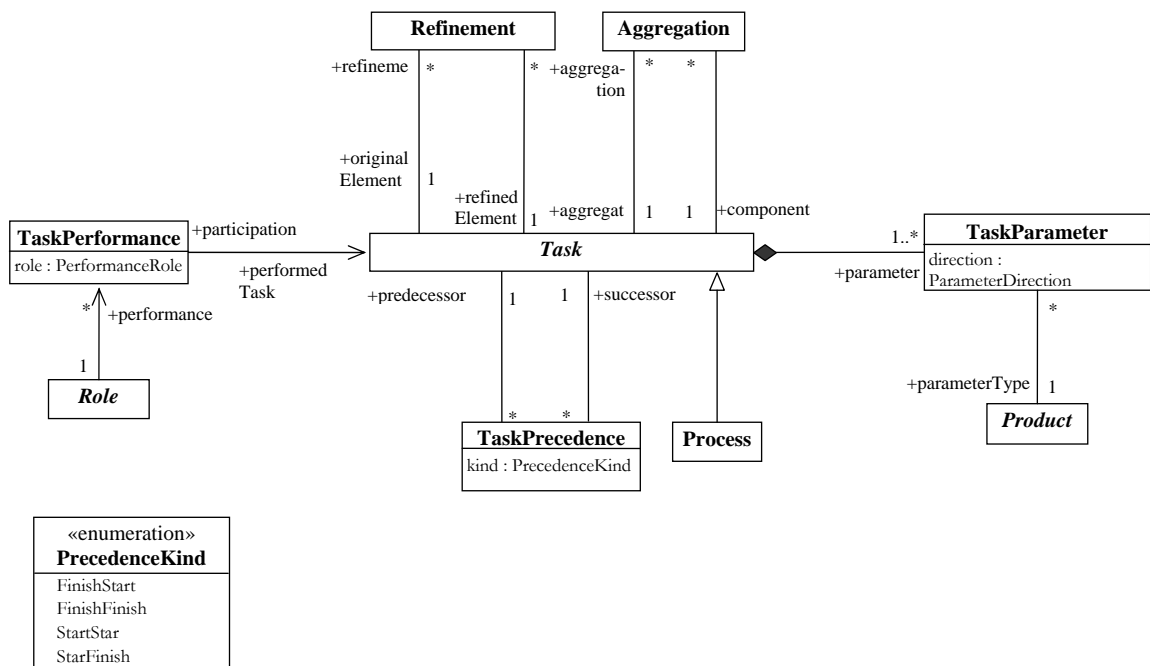 Refinement
Aggregation
+refineme
*
*
+aggrega-
tion
*
*
+original
Element
1
+refined
Element
1
+aggregat
1
1
+component
TaskPerformance
role : PerformanceRole
+participation
+performed
Task
Task
1..*
+parameter
TaskParameter
direction :
ParameterDirection
*
+performance
1
Role
+predecessor
1
1
+successor
*
*
TaskPrecedence
kind : PrecedenceKind
Process
*
+parameterType
1
Product
«enumeration»
PrecedenceKind
FinishStart
FinishFinish
StartStar
StarFinish